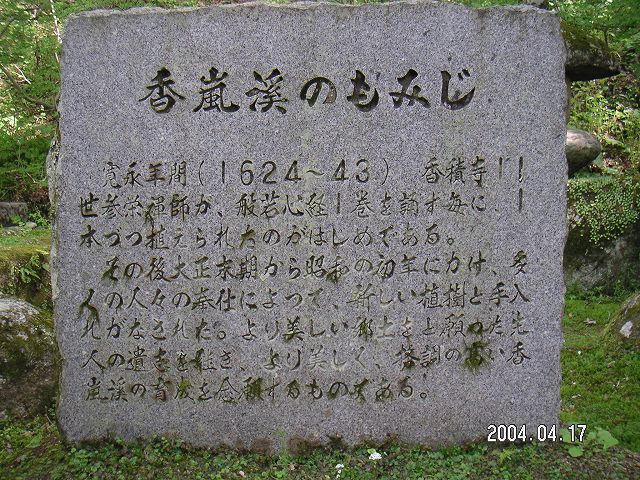 香嵐渓のもみじ
寛永年間(1624～43) 香積寺11
世参栄禅師が、般若心経1巻を誦す毎に、1
本づつ植えられたのがはじめである。
その後大正末期から昭和の初年にかけ、多
くの人々の奉仕によって、新しい植樹と手入
れがなされた。より美しい郷土をと願った先
人の遺志を継ぎ、より美しく、格調の高い香
嵐渓の育成を念願するものである。
2004.04.17